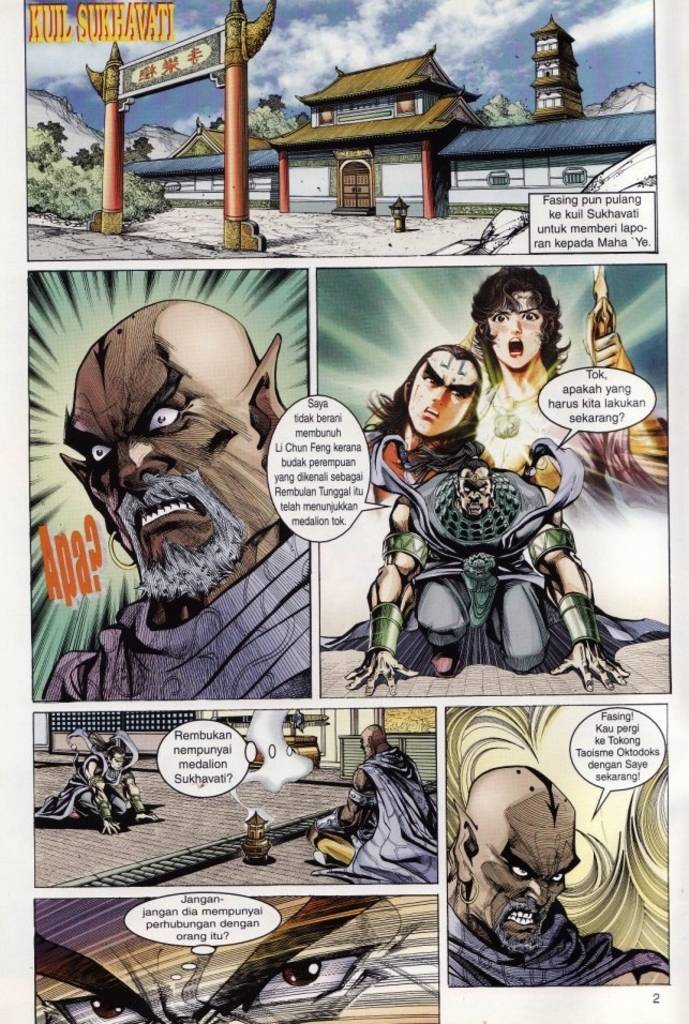 KUIL SUKHAVATI
Fasing pun pulang
ke kuil Sukhavati
untuk memberi lapo-
ran kepada Maha `Ye.
Apa?
Saya
tidak berani
membunuh
Li Chun Feng kerana
budak perempuan
yang dikenali sebagai
Rembulan Tunggal itu
telah menunjukkan
medalion tok.
Tok,
apakah yang
harus kita lakukan
sekarang?
Rembukan
nempunyai
medalion
Sukhavati?
Fasing!
Kau pergi
ke Tokong
Taoisme Oktodoks
dengan Saye
sekarang!
Jangan-
jangan dia mempunyai
perhubungan dengan
orang itu?
2